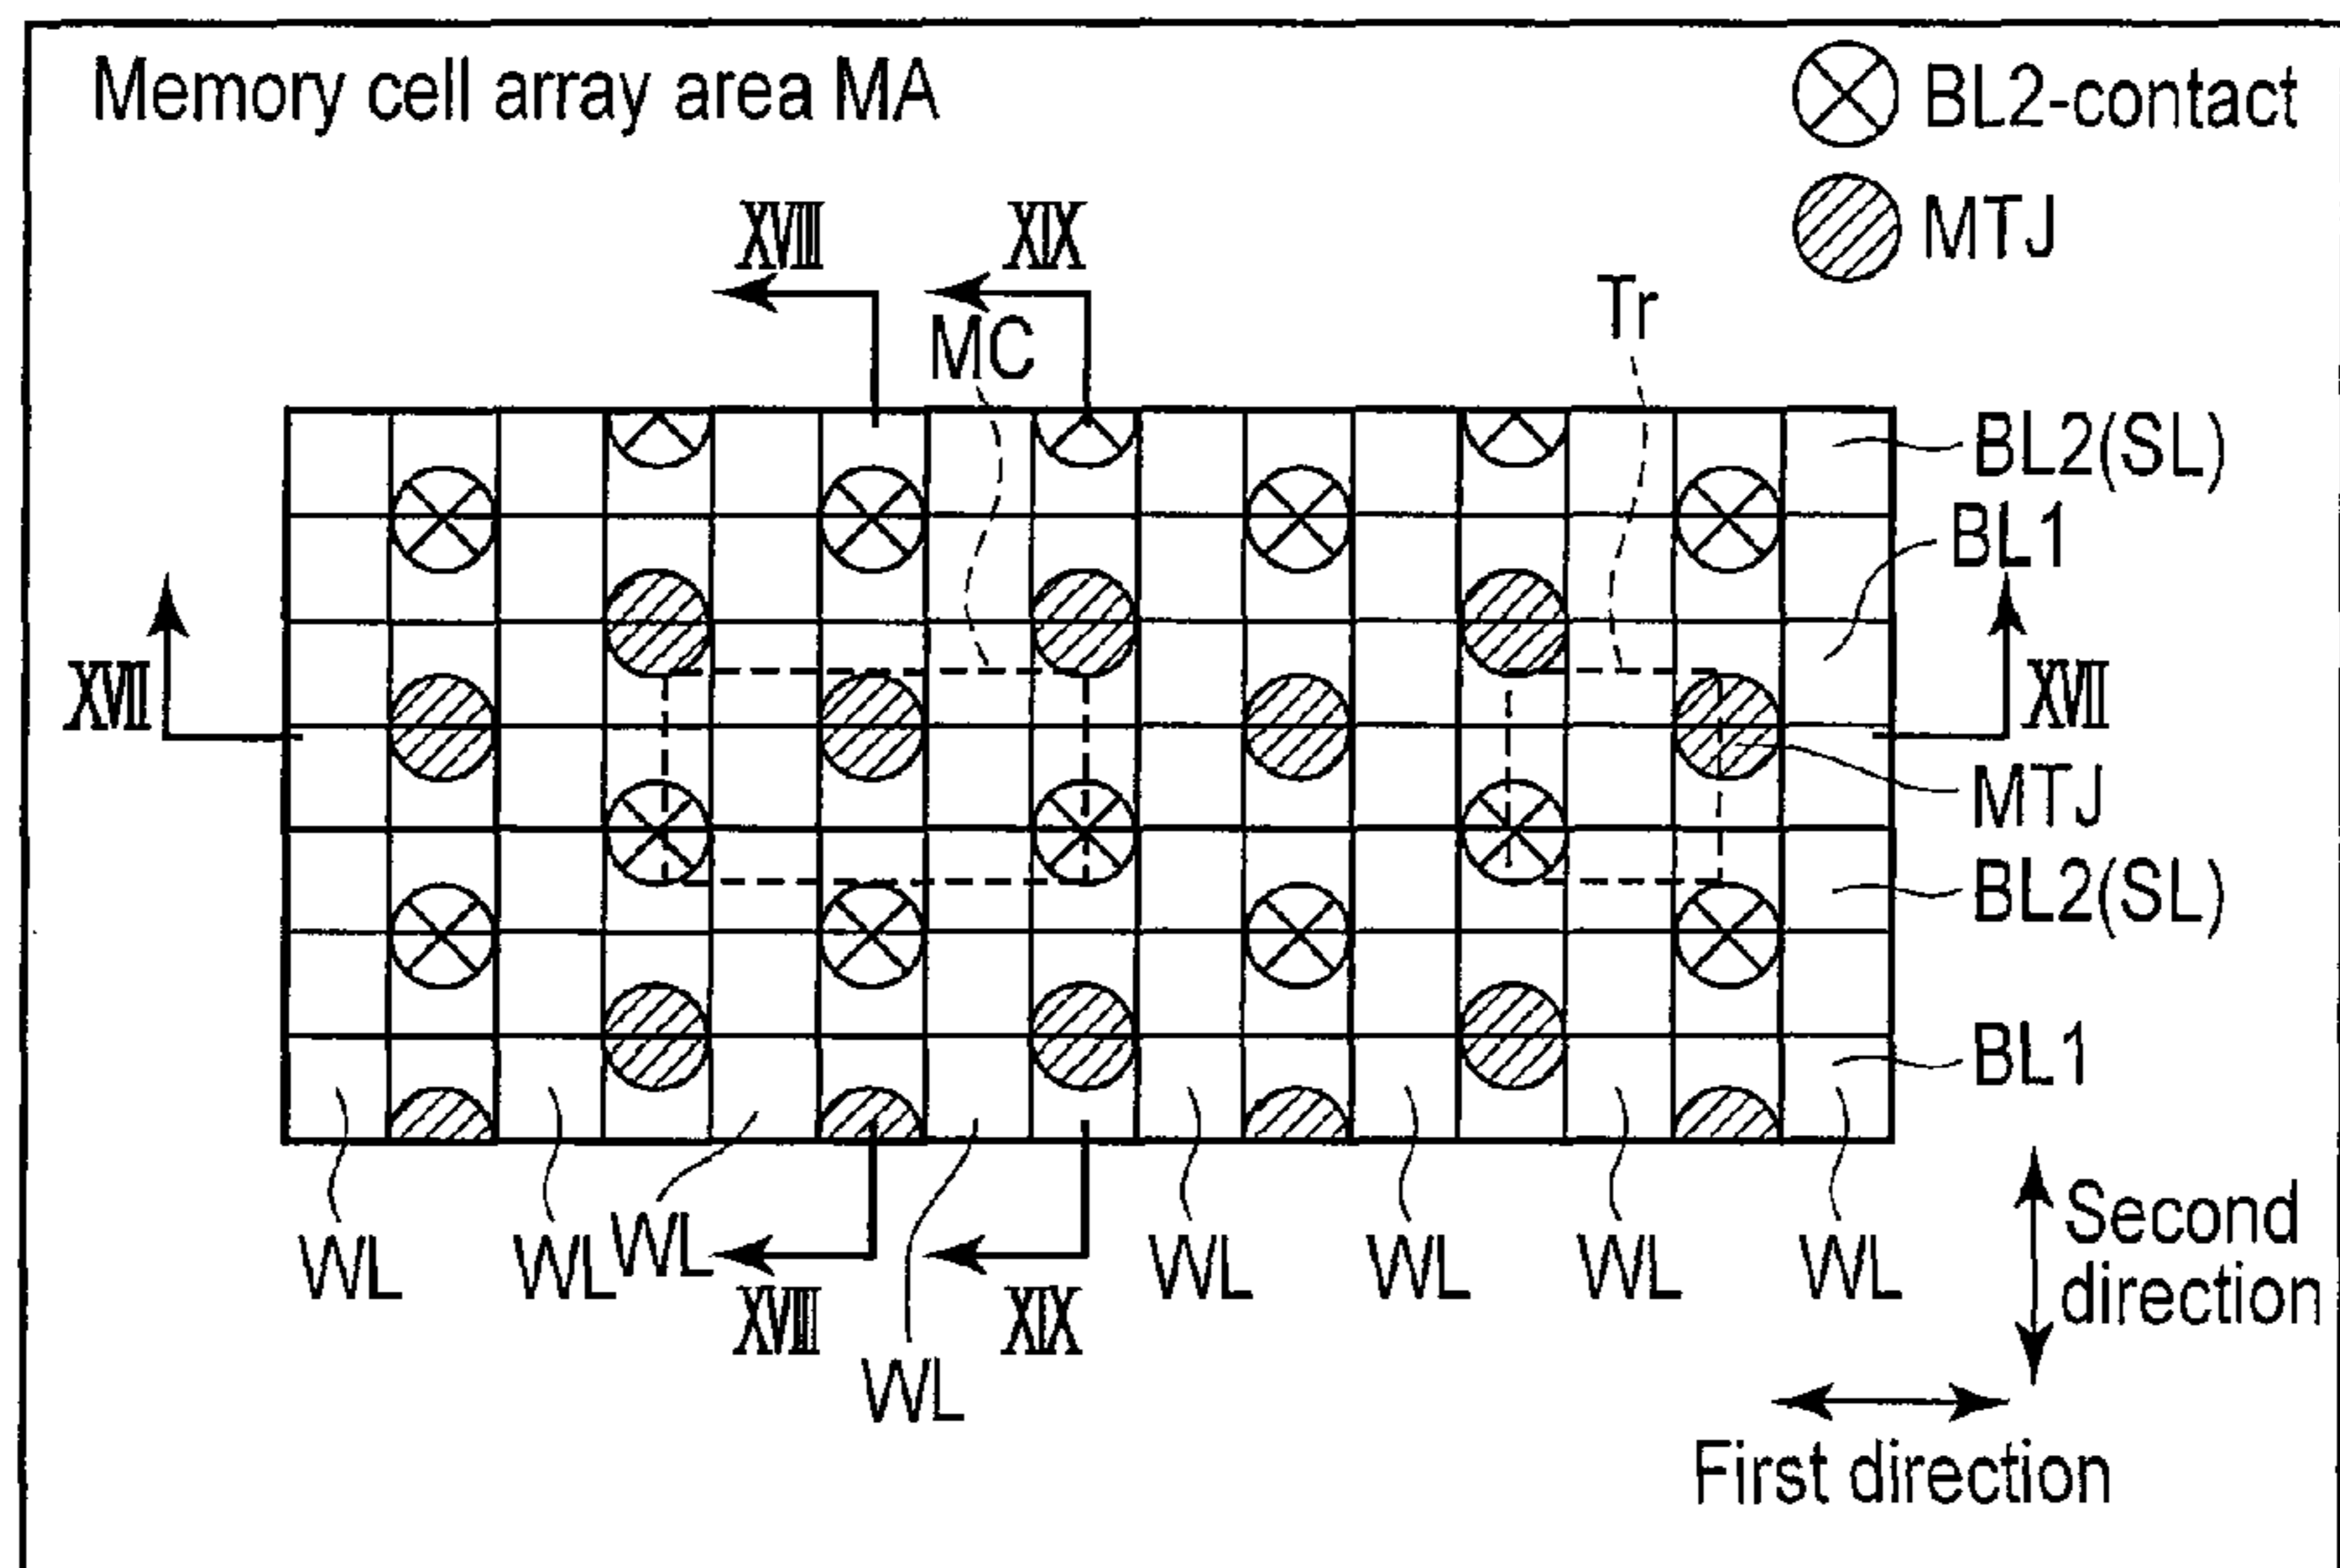 Memory cell array area MA
BL2-contact
MTJ
XVIII
XIX
MC
Tr
BL2(SL)
BL1
XVII
XVII
MTJ
BL2(SL)
BL1
WL
WL
WL
WL
WL
WL
WL
WL
XVIII
XIX
Second
direction
First direction